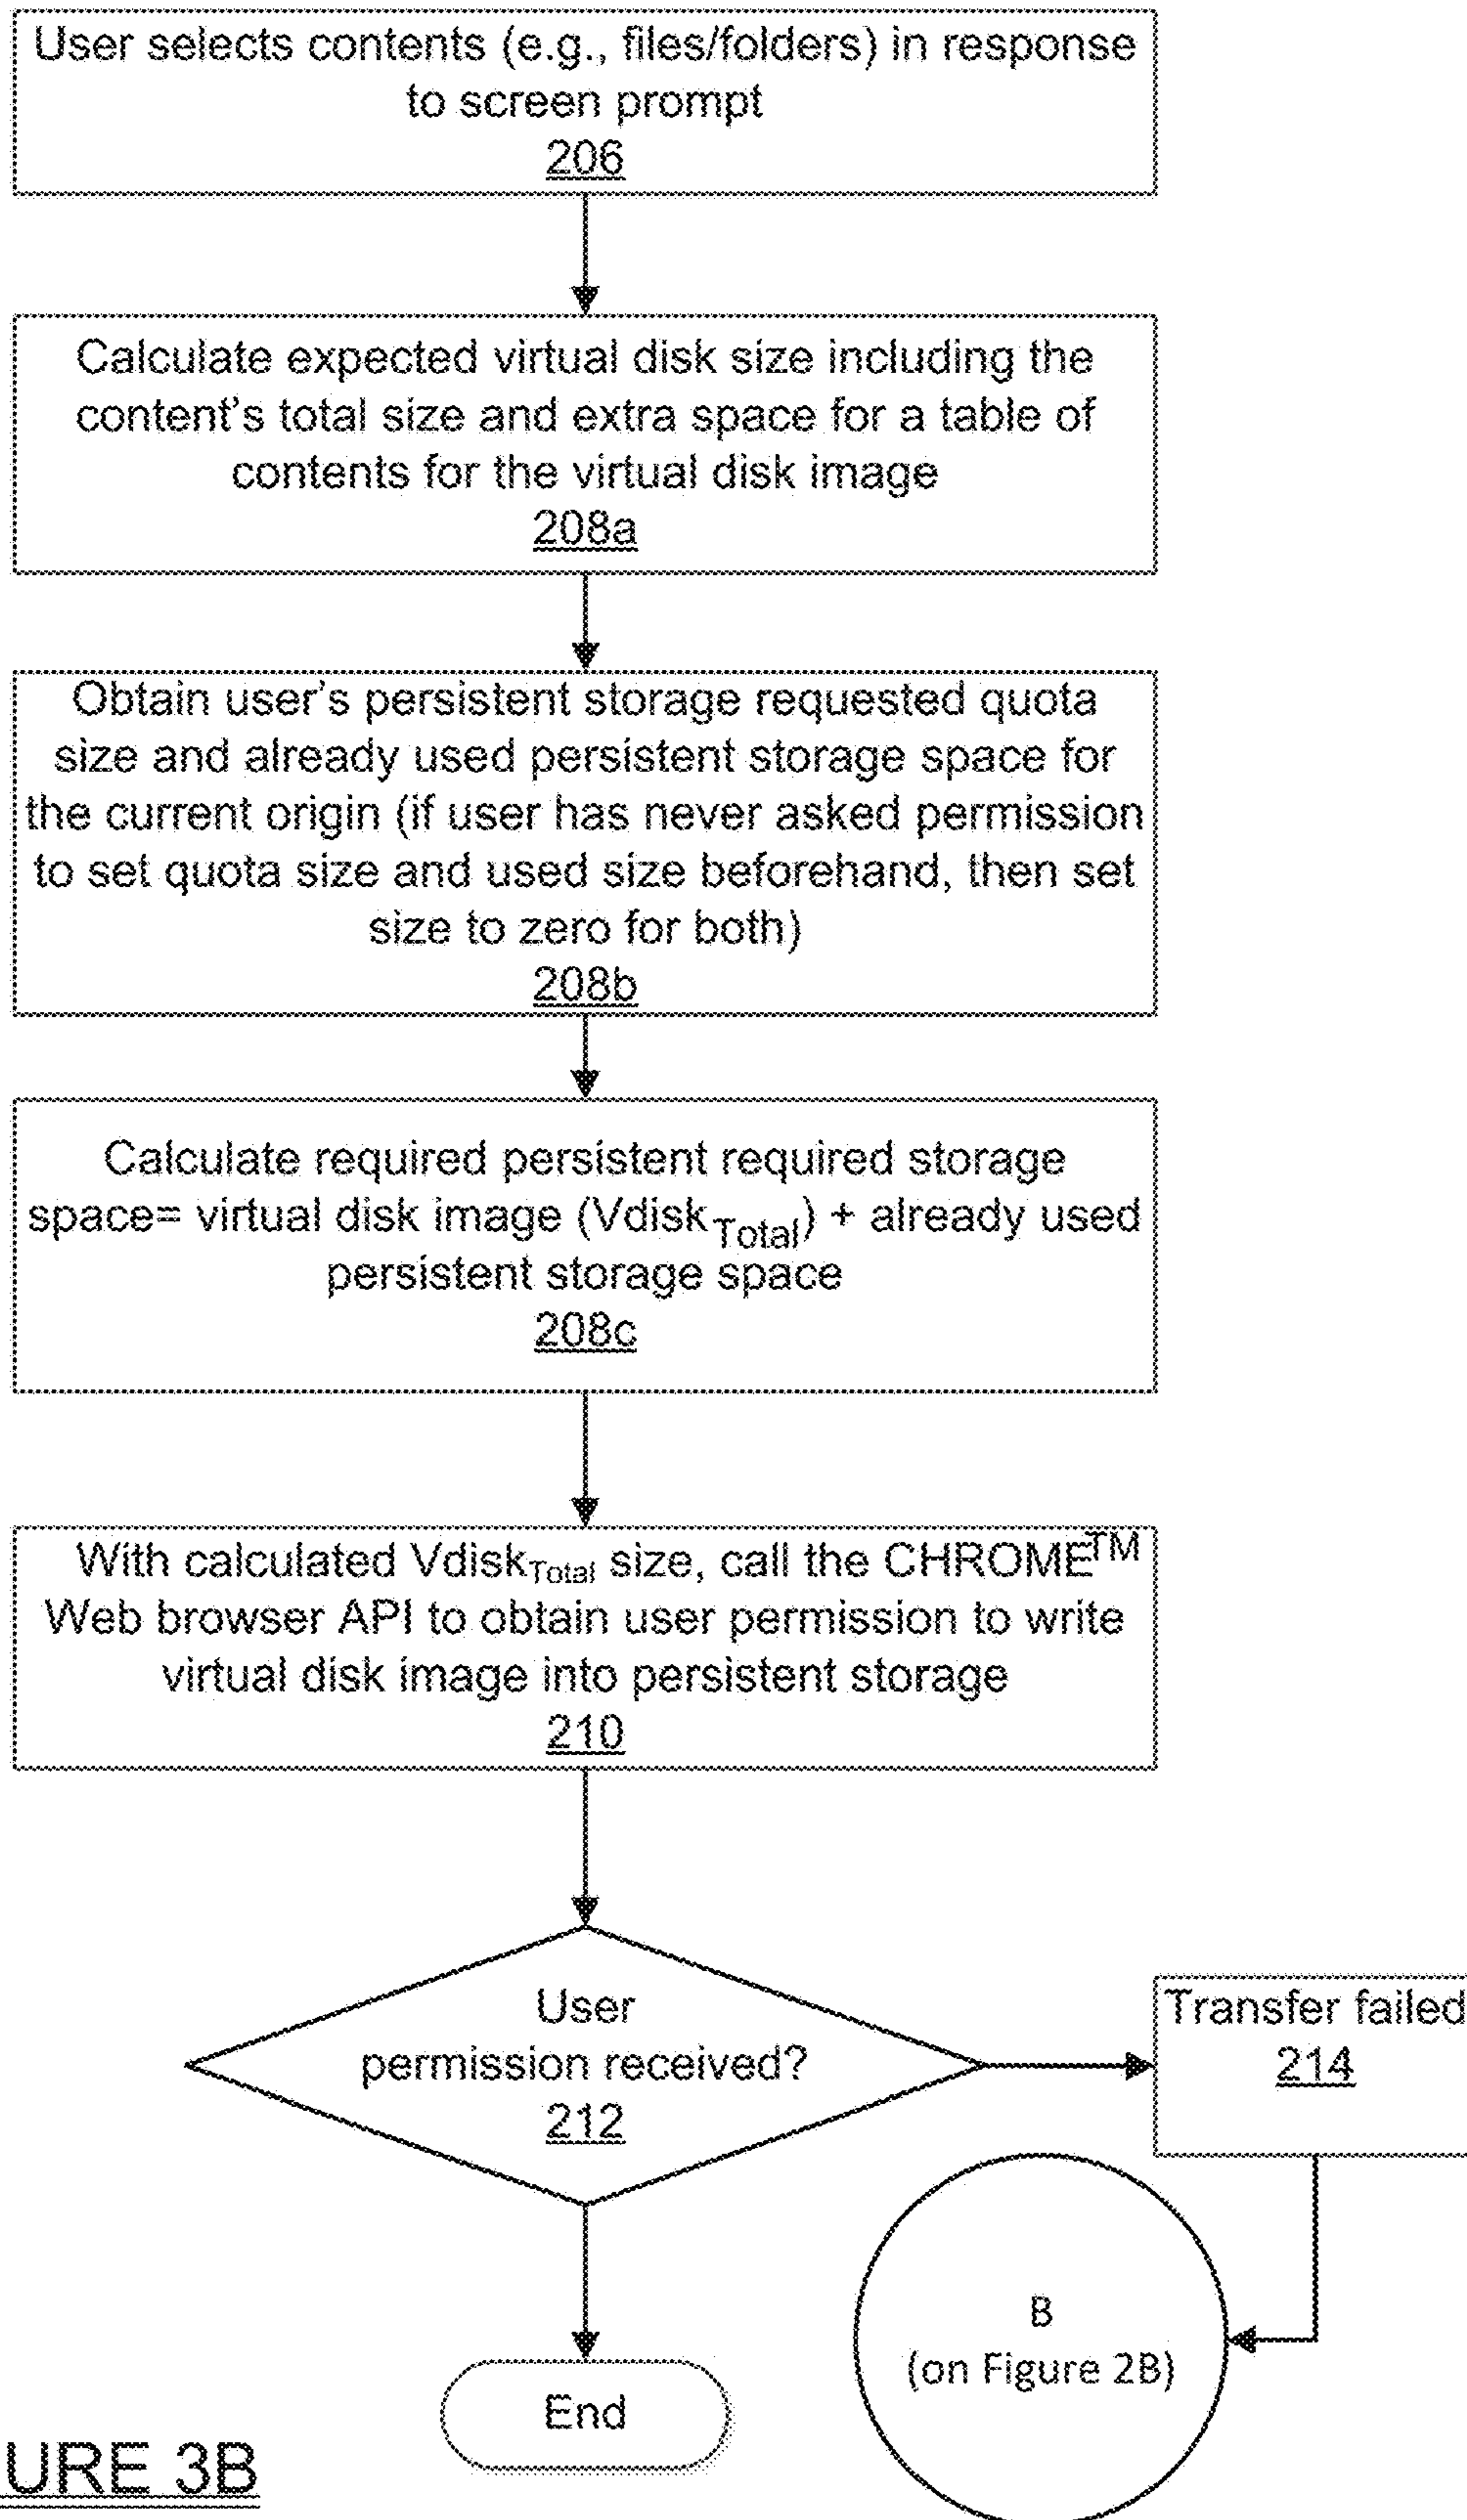 User selects contents (e.g., files/folders) in response
to screen prompt
206
Calculate expected virtual disk size including the
content's total size and extra space for a table of
contents for the virtual disk image
208a
Obtain user's persistent storage requested quota
size and already used persistent storage space for
the current origin (if user has never asked permission
to set quota size and used size beforehand, then set
size to zero for both)
208b
Calculate required persistent required storage
space= virtual disk image (VdiskTotal) + already used
persistent storage space
208c
With calculated VdiskTotal size, call the CHROME™
Web browser API to obtain user permission to write
virtual disk image into persistent storage
210
User
permission received?
212
Transfer failed
214
B
(on Figure 2B)
End
URE 3B